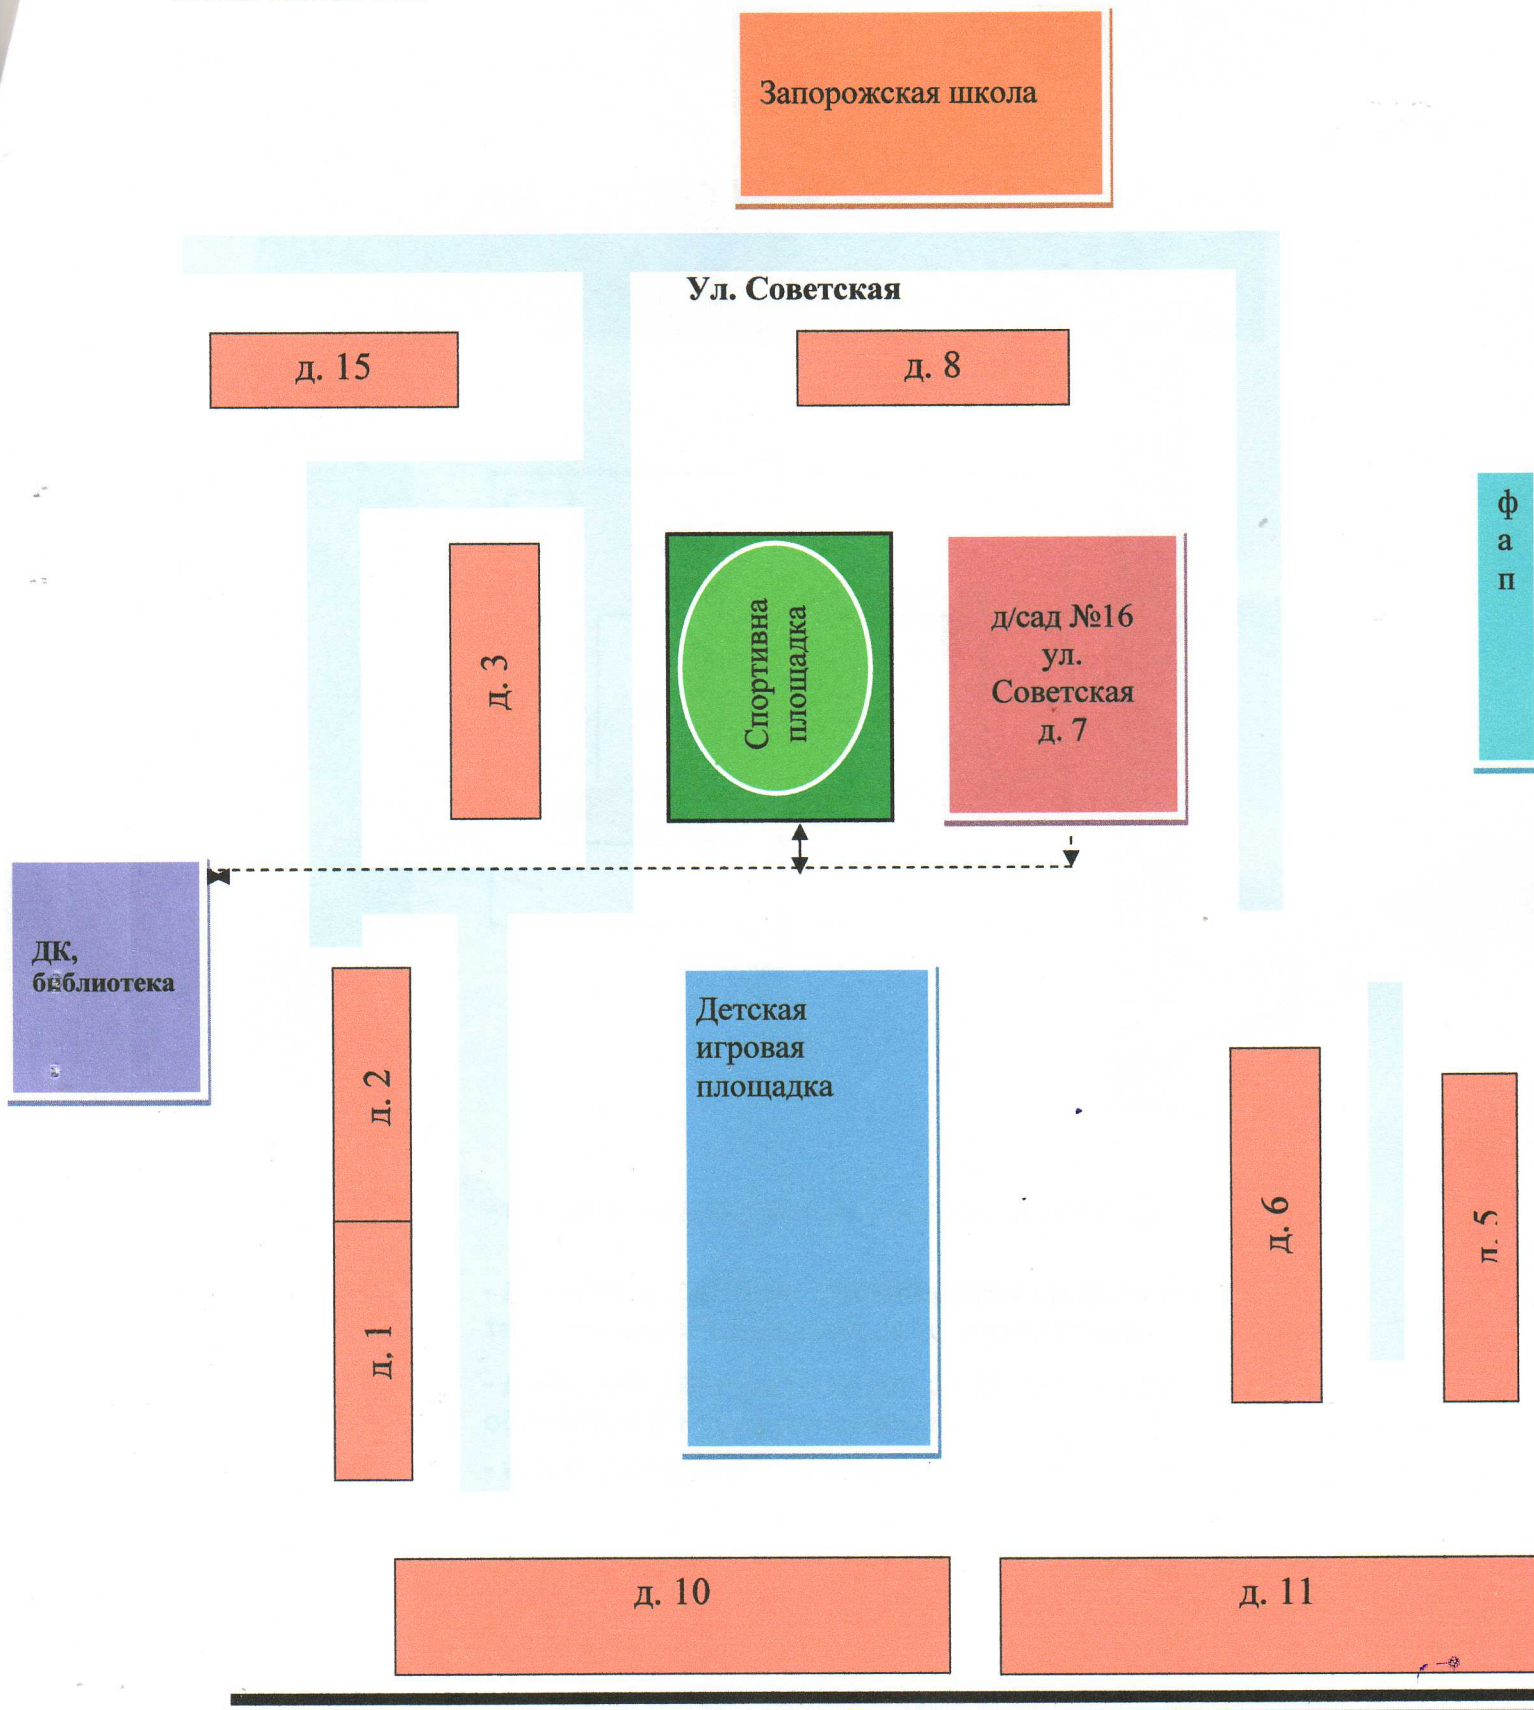 Запорожская школа
Ул. Советская
д. 15
д. 8
ф
а
п
д. 3
Спортивна
площадка
д/сад №16
ул.
Советская
д. 7
ДК,
библиотека
д. 2
Детская
игровая
площадка
д. 6
д. 5
д, 1
д. 10
д. 11